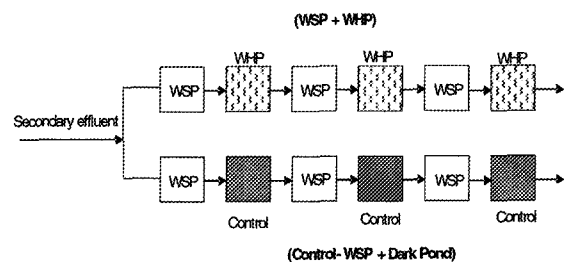 (WSP + WHP)
WHP WHP WHP
WSP WSP WSP
Secondary effluent
WSP WSP WSP
Control Control Control
(Control- WSP + Dark Pond)